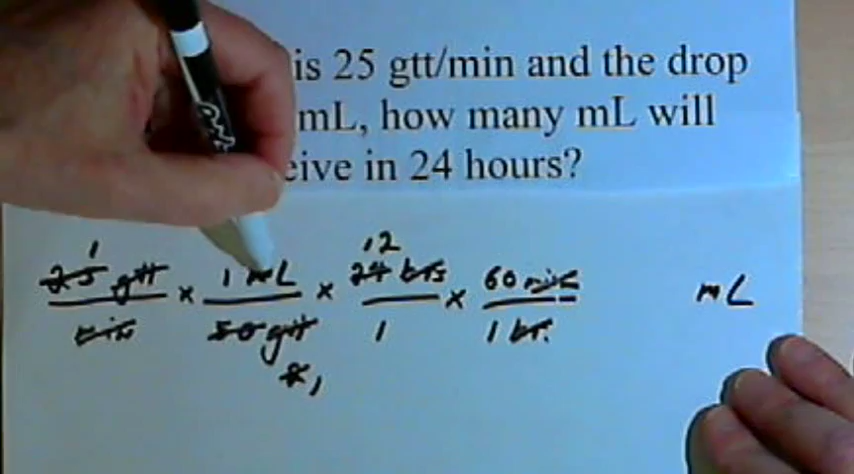 is 25 gtt/min and the drop
mL, how many mL will
eive in 24 hours?
1 12
25 gtt × 1 mL × 24 hrs × 60 min mL
min 50 gtt 1 1 hr.
2 1